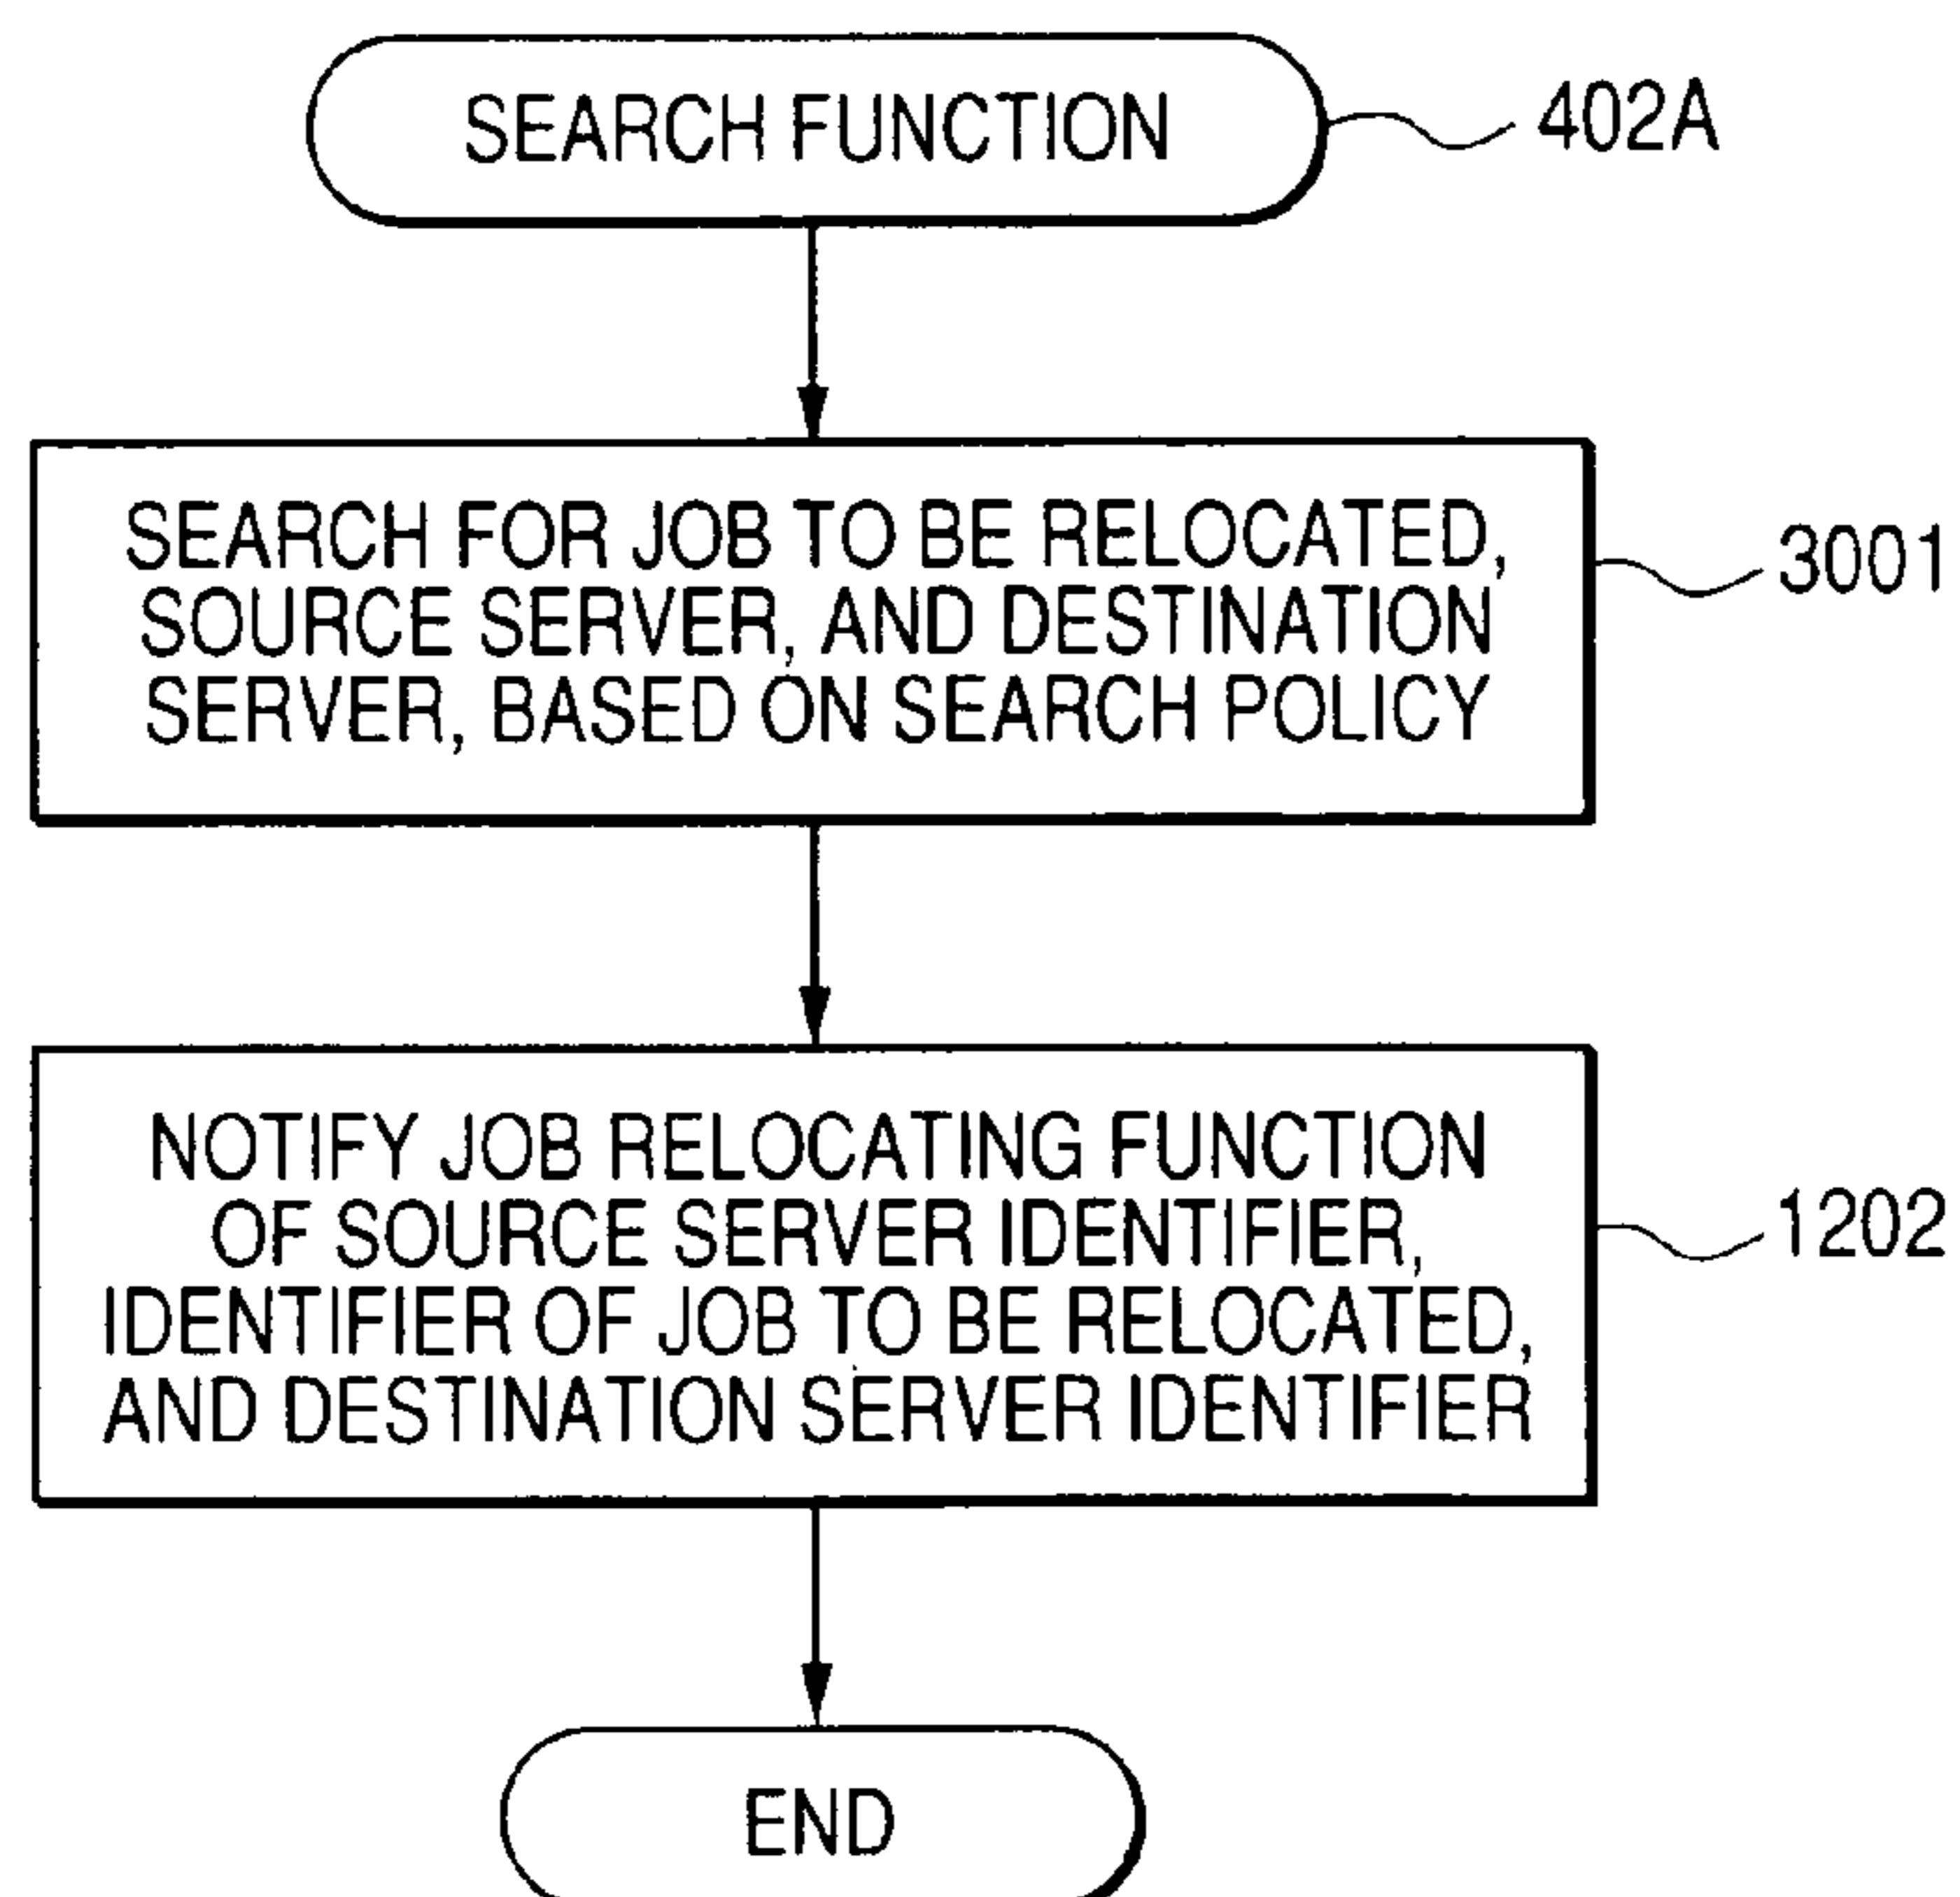 SEARCH FUNCTION
402A
SEARCH FOR JOB TO BE RELOCATED,
SOURCE SERVER, AND DESTINATION
SERVER, BASED ON SEARCH POLICY
3001
NOTIFY JOB RELOCATING FUNCTION
OF SOURCE SERVER IDENTIFIER,
IDENTIFIER OF JOB TO BE RELOCATED,
AND DESTINATION SERVER IDENTIFIER
1202
END